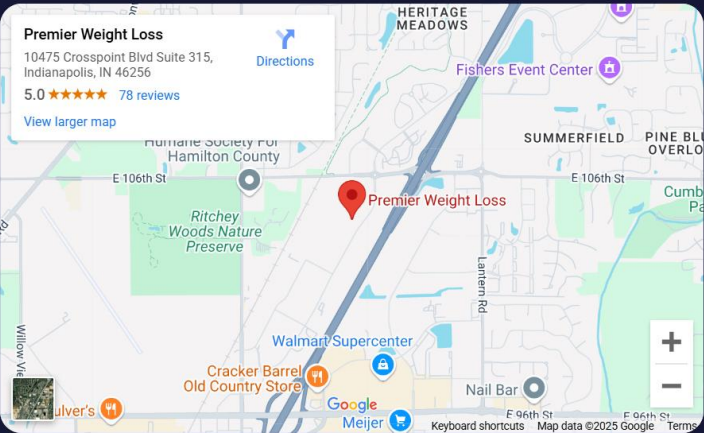 Premier Weight Loss
10475 Crosspoint Blvd Suite 315,
Indianapolis, IN 46256
5.0
78 reviews
View larger map
Directions
HERITAGE
MEADOWS
Fishers Event Center
SUMMERFIELD
PINE BLU
OVERLO
Humane Society For
Hamilton County
E 106th St
E 106th St
Cumb
Pa
Premier Weight Loss
Ritchey
Woods Nature
Preserve
Lantern Rd
Willow Vie
Walmart Supercenter
Cracker Barrel
Old Country Store
ulver's
Google
Meijer
Nail Bar
E 96th St
E 96th St
Keyboard shortcuts
Map data ©2025 Google
Terms